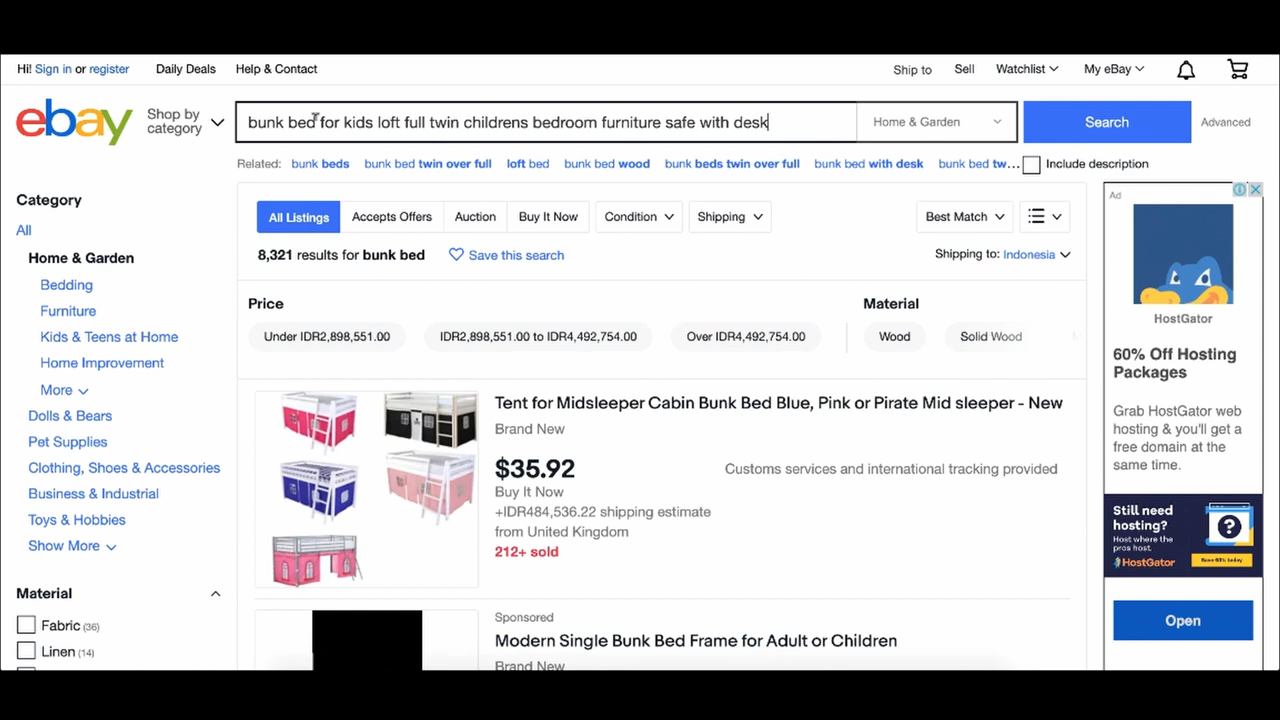 Hi! Sign in or register Daily Deals Help & Contact Ship to Sell Watchlist My eBay
ebay Shop by category bunk bed for kids loft full twin childrens bedroom furniture safe with desk Home & Garden Search Advanced
Related: bunk beds bunk bed twin over full loft bed bunk bed wood bunk beds twin over full bunk bed with desk bunk bed tw... Include description
Category
All
Home & Garden
Bedding
Furniture
Kids & Teens at Home
Home Improvement
More
Dolls & Bears
Pet Supplies
Clothing, Shoes & Accessories
Business & Industrial
Toys & Hobbies
Show More
Material
Fabric (36)
Linen (14)
All Listings Accepts Offers Auction Buy It Now Condition Shipping Best Match
8,321 results for bunk bed Save this search Shipping to: Indonesia
Price Material
Under IDR2,898,551.00 IDR2,898,551.00 to IDR4,492,754.00 Over IDR4,492,754.00 Wood Solid Wood
Tent for Midsleeper Cabin Bunk Bed Blue, Pink or Pirate Mid sleeper - New
Brand New
$35.92 Customs services and international tracking provided
Buy It Now
+IDR484,536.22 shipping estimate
from United Kingdom
212+ sold
Sponsored
Modern Single Bunk Bed Frame for Adult or Children
Brand New
Ad
HostGator
60% Off Hosting
Packages
Grab HostGator web
hosting & you'll get a
free domain at the
same time.
Still need
hosting?
Host where the
pros host.
HostGator
Open